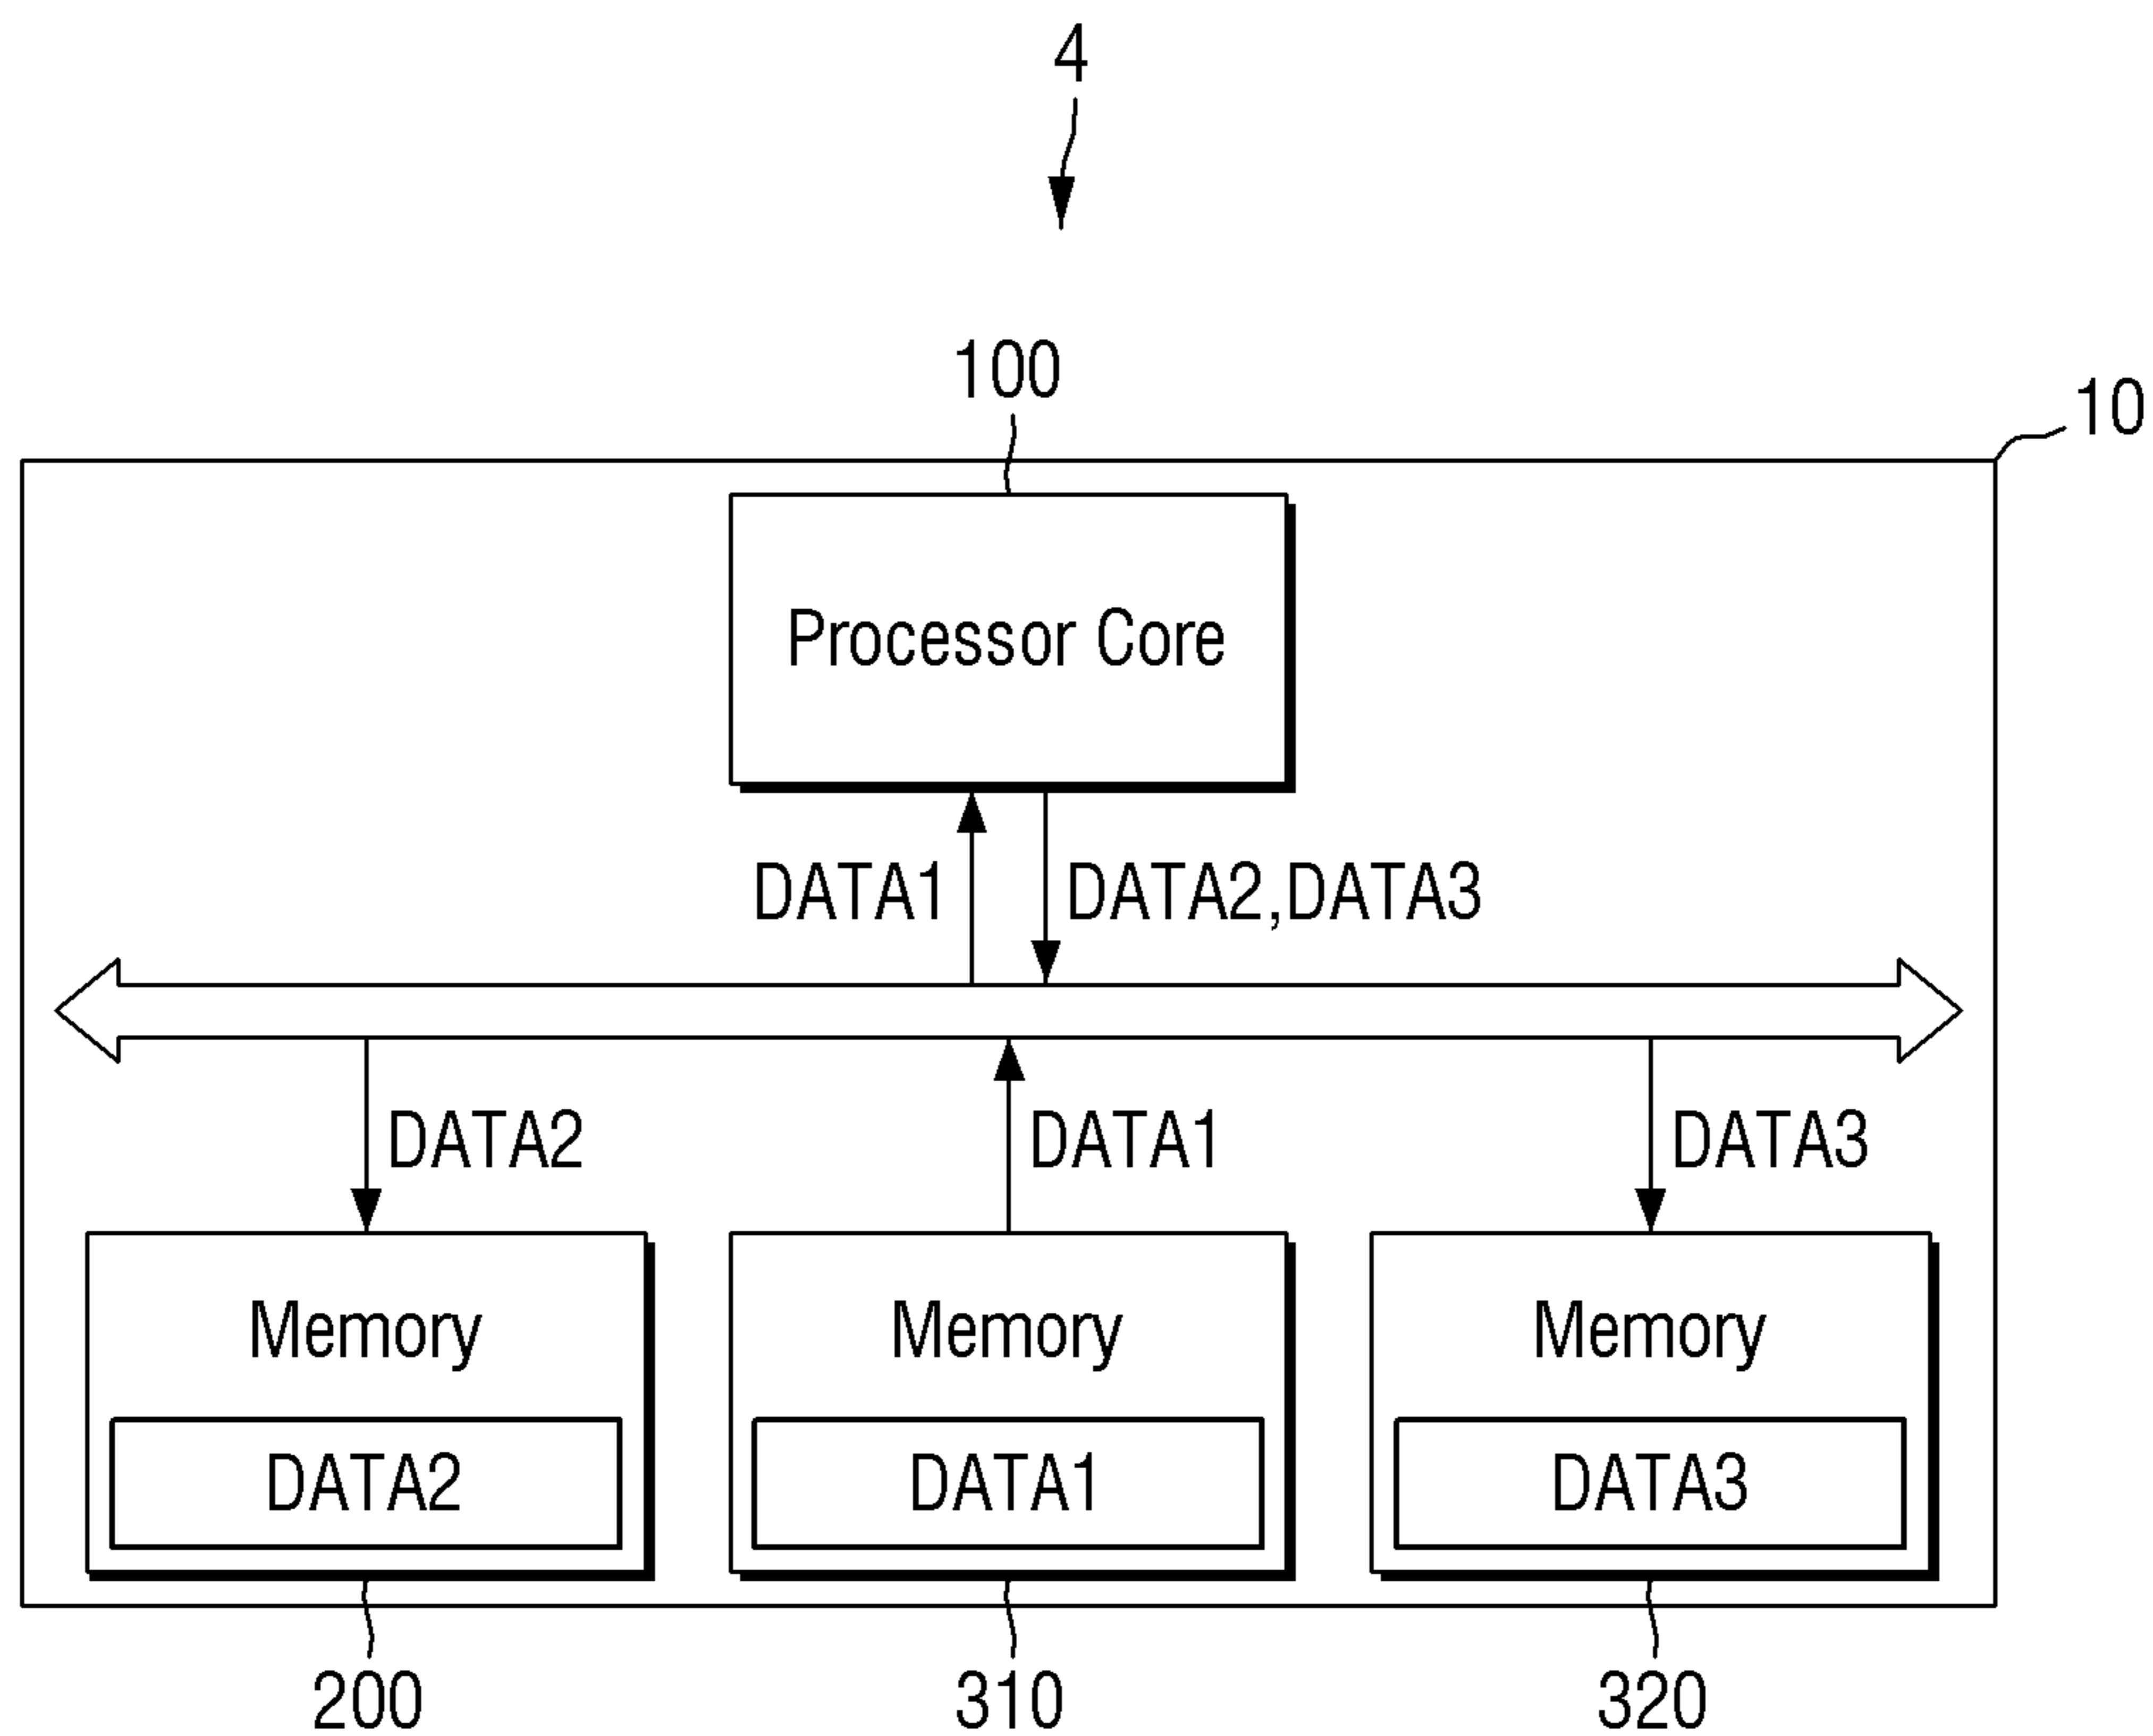 4
100
10
Processor Core
DATA1
DATA2,DATA3
DATA2
DATA1
DATA3
Memory
Memory
Memory
DATA2
DATA1
DATA3
200
310
320